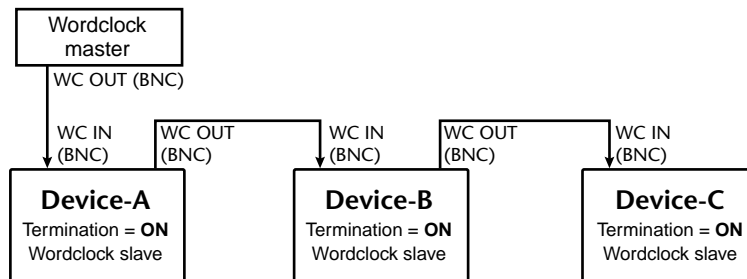 Wordclock
master
WC OUT (BNC)
WC IN
(BNC)
WC OUT
(BNC)
WC IN
(BNC)
WC OUT
(BNC)
WC IN
(BNC)
Device-A
Termination = ON
Wordclock slave
Device-B
Termination = ON
Wordclock slave
Device-C
Termination = ON
Wordclock slave